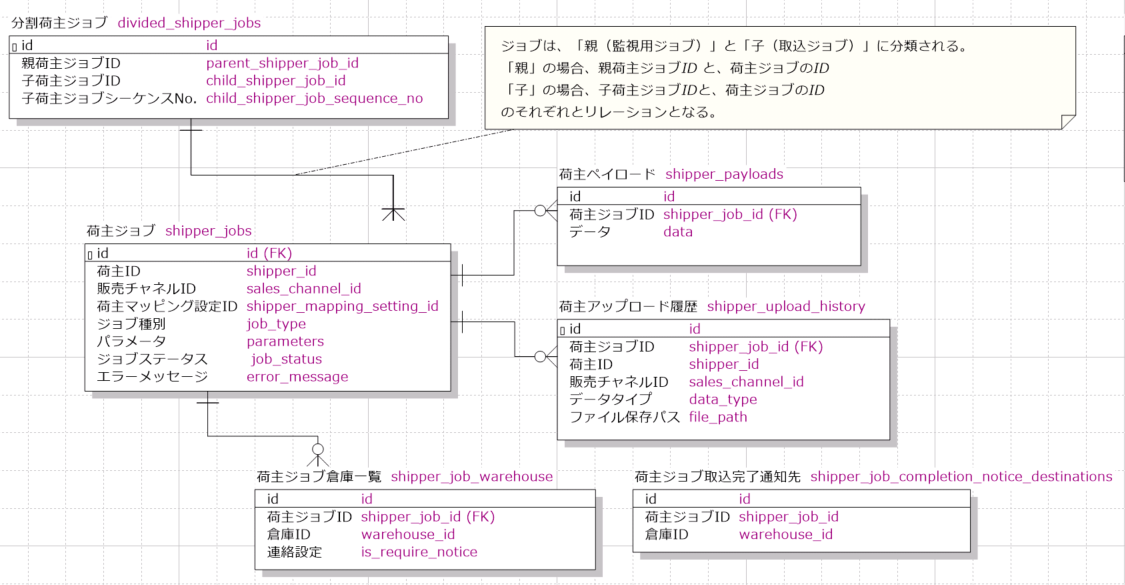 分割荷主ジョブ divided_shipper_jobs
id id
親荷主ジョブID parent_shipper_job_id
子荷主ジョブID child_shipper_job_id
子荷主ジョブシーケンスNo. child_shipper_job_sequence_no
ジョブは、「親（監視用ジョブ）」と「子（取込ジョブ）」に分類される。
「親」の場合、親荷主ジョブID と、荷主ジョブのID
「子」の場合、子荷主ジョブIDと、荷主ジョブのID
のそれぞれとリレーションとなる。
荷主ペイロード shipper_payloads
id id
荷主ジョブID shipper_job_id (FK)
データ data
荷主ジョブ shipper_jobs
id id (FK)
荷主ID shipper_id
販売チャネルID sales_channel_id
荷主マッピング設定ID shipper_mapping_setting_id
ジョブ種別 job_type
パラメータ parameters
ジョブステータス job_status
エラーメッセージ error_message
荷主アップロード履歴 shipper_upload_history
id id
荷主ジョブID shipper_job_id (FK)
荷主ID shipper_id
販売チャネルID sales_channel_id
データタイプ data_type
ファイル保存パス file_path
荷主ジョブ倉庫一覧 shipper_job_warehouse
id id
荷主ジョブID shipper_job_id (FK)
倉庫ID warehouse_id
連絡設定 is_require_notice
荷主ジョブ取込完了通知先 shipper_job_completion_notice_destinations
id id
荷主ジョブID shipper_job_id
倉庫ID warehouse_id